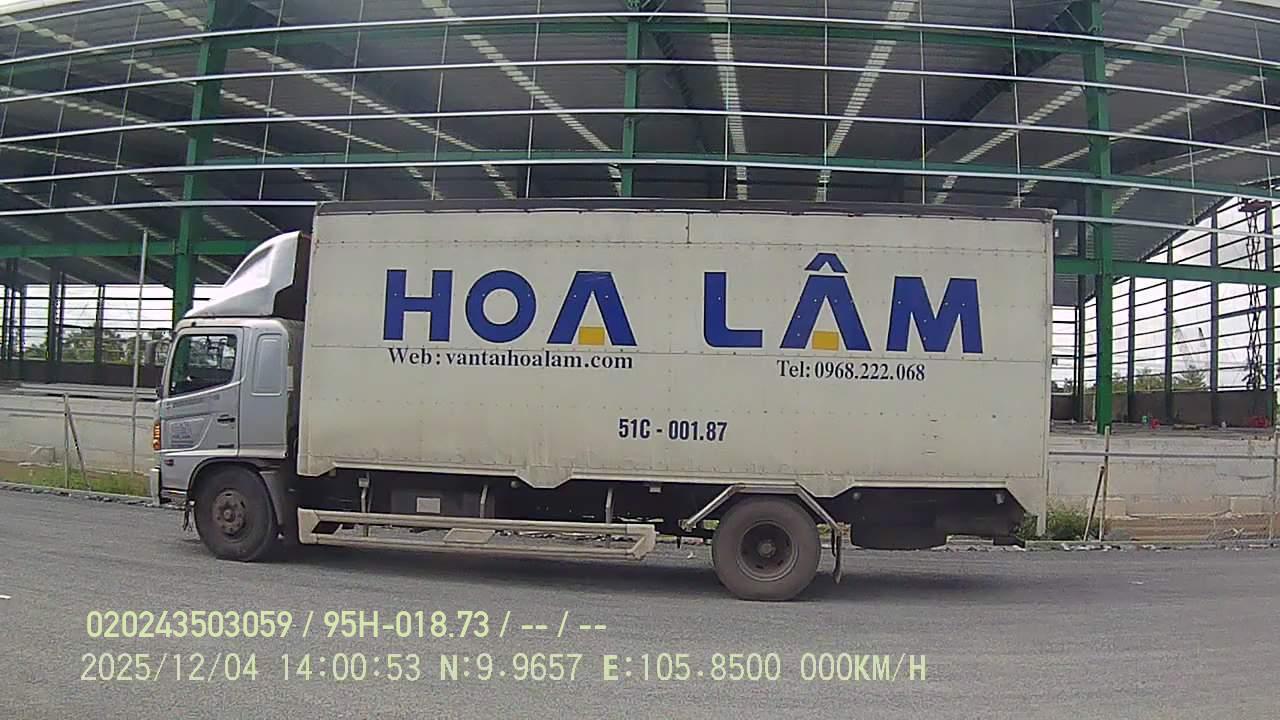 HOA LÂM
Web: vantaihoalam.com
Tel: 0968.222.068
51C - 001.87
020243503059 / 95H-018.73 / -- / --
2025/12/04 14:00:53 N:9.9657 E:105.8500 000KM/H